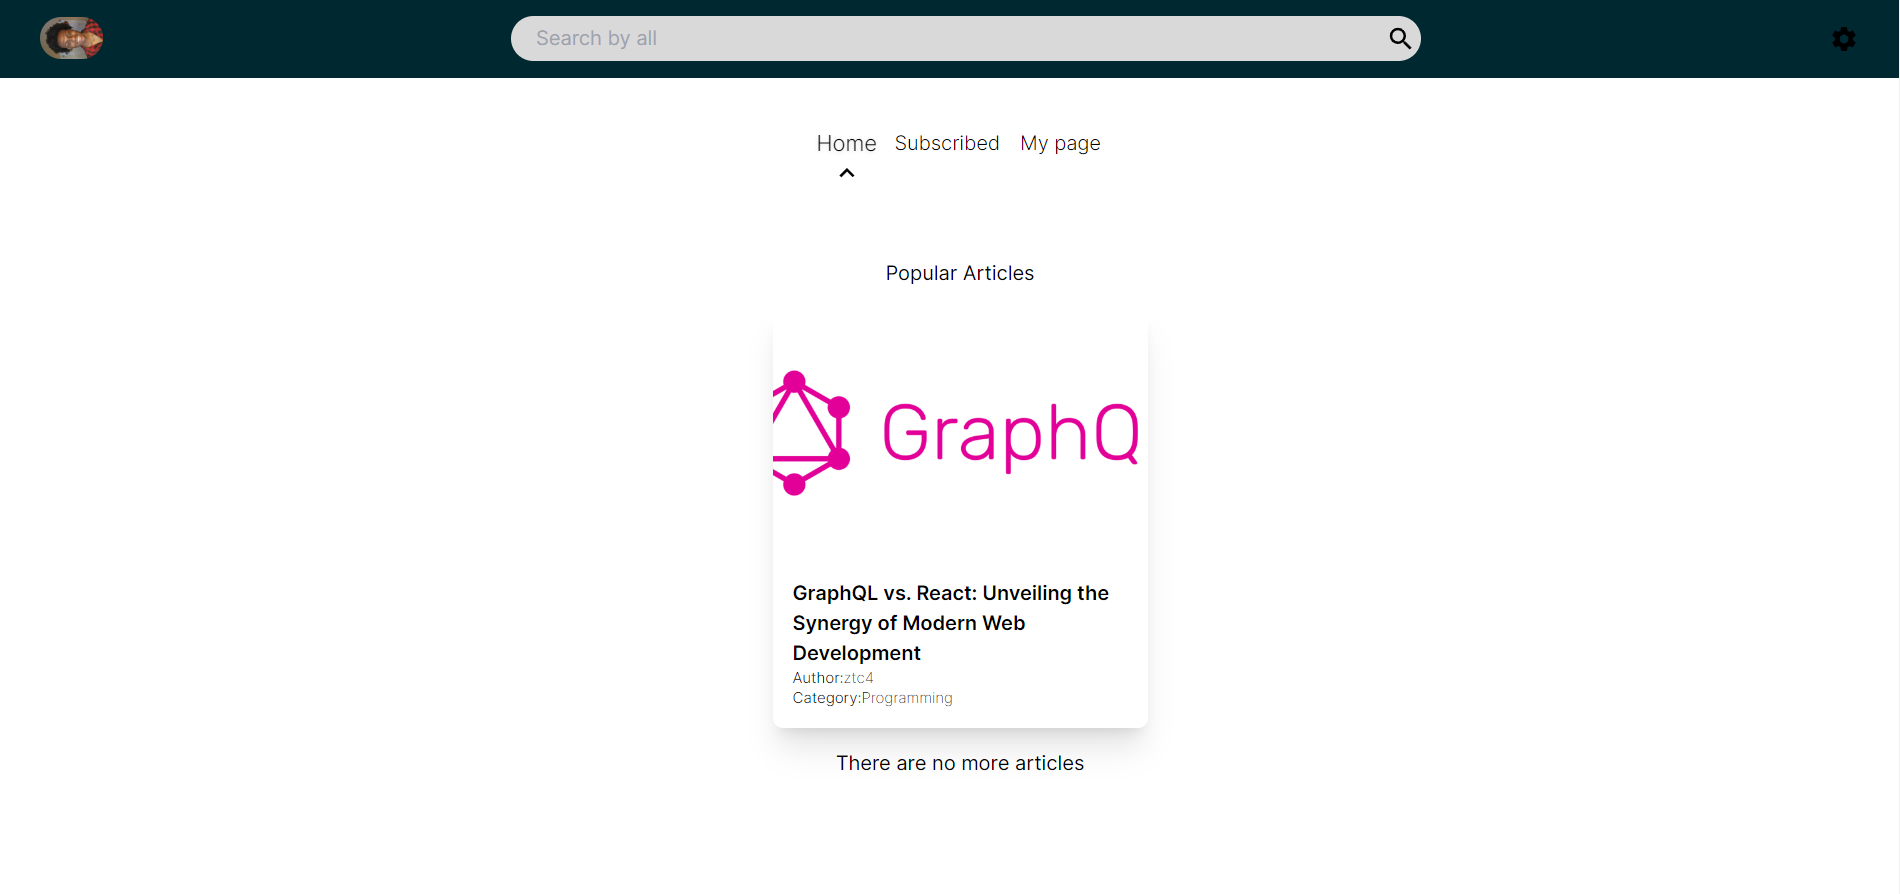 Search by all
Home Subscribed My page
Popular Articles
GraphQ
GraphQL vs. React: Unveiling the
Synergy of Modern Web
Development
Author:ztc4
Category:Programming
There are no more articles